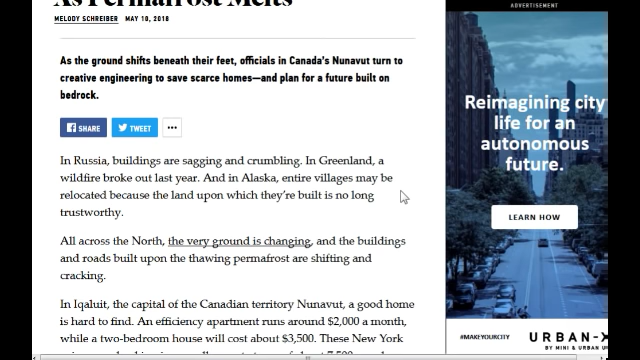 As Permafrost Melts
MELODY SCHREIBER MAY 18, 2018
As the ground shifts beneath their feet, officials in Canada's Nunavut turn to
creative engineering to save scarce homes—and plan for a future built on
bedrock.
SHARE TWEET •••
In Russia, buildings are sagging and crumbling. In Greenland, a
wildfire broke out last year. And in Alaska, entire villages may be
relocated because the land upon which they're built is no long
trustworthy.
All across the North, the very ground is changing, and the buildings
and roads built upon the thawing permafrost are shifting and
cracking.
In Iqaluit, the capital of the Canadian territory Nunavut, a good home
is hard to find. An efficiency apartment runs around $2,000 a month,
while a two-bedroom house will cost about $3,500. These New York
ADVERTISEMENT
Reimagining city
life for an
autonomous
future.
LEARN HOW
#MAKEYOURCITY
URBAN-X
BY MINI & URBAN U